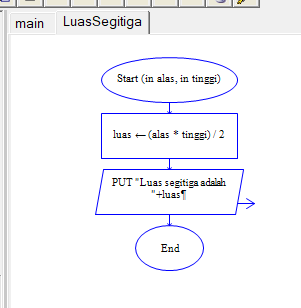 main
LuasSegitiga
Start (in alas, in tinggi)
luas ← (alas * tinggi) / 2
PUT "Luas segitiga adalah
"+luas¶
End